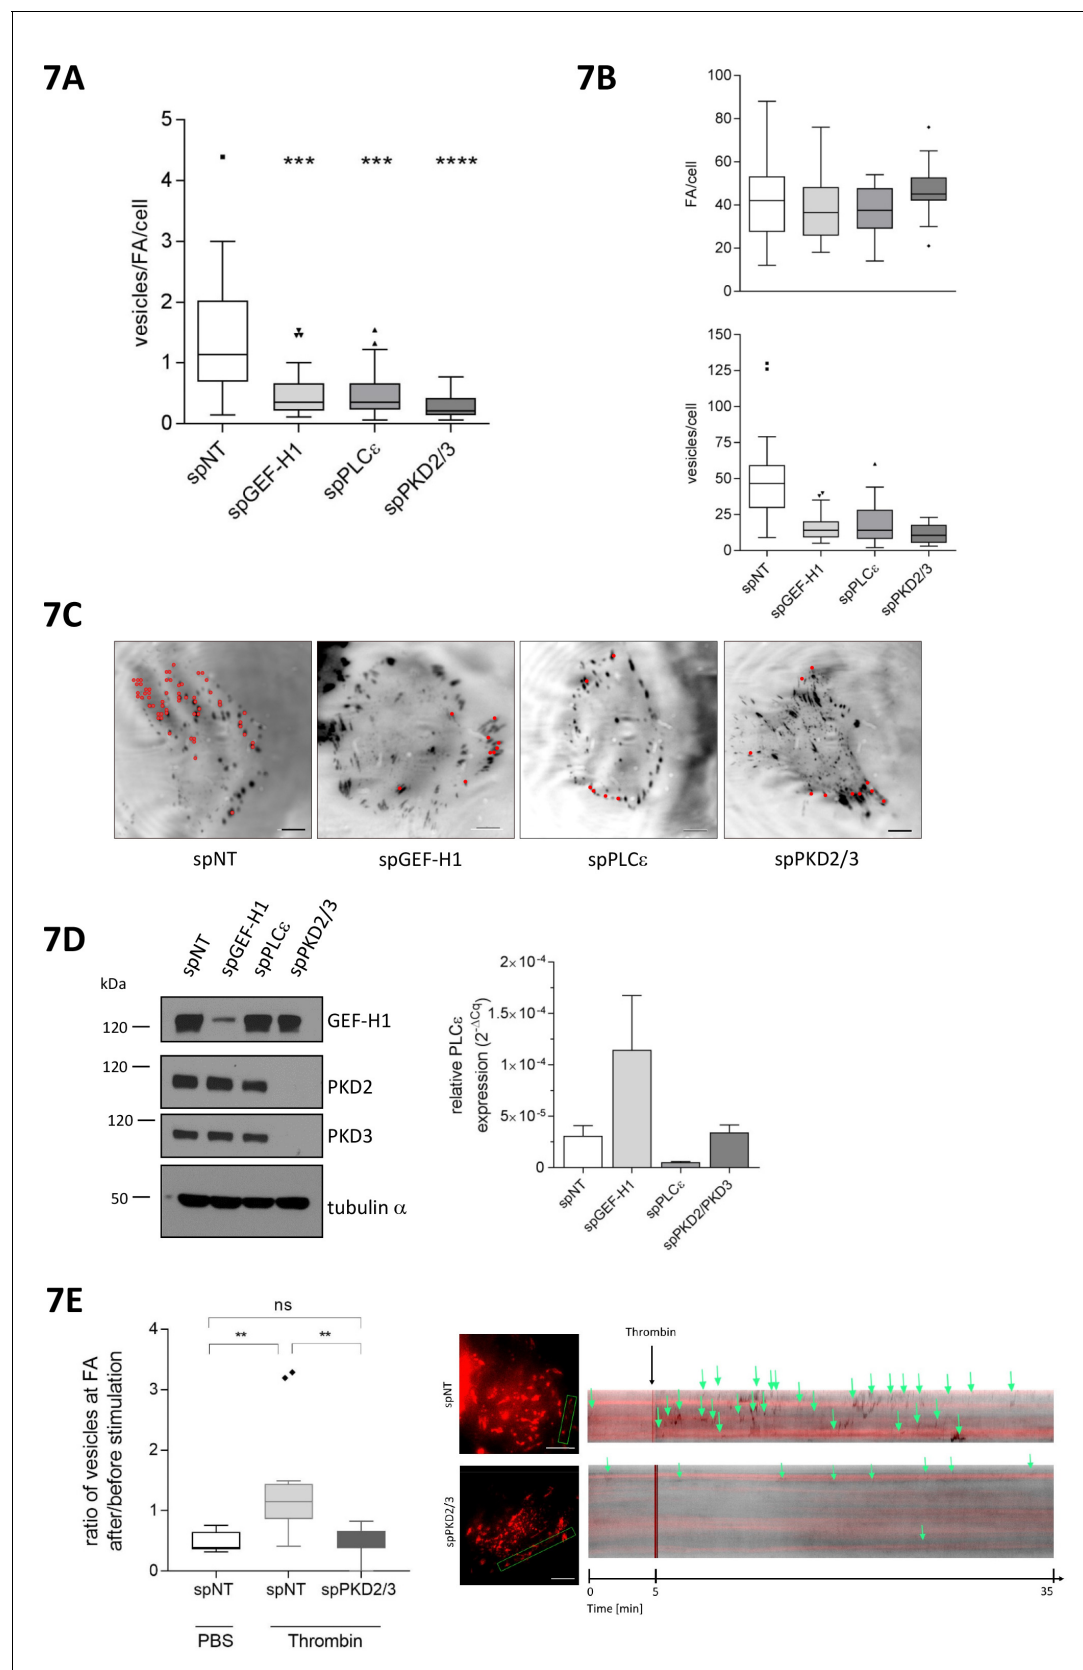 7A
5
4
3
2
1
0
vesicles/FA/cell
*** *** ****
spNT
spGEF-H1
spPLCε
spPKD2/3
7B
100
80
60
40
20
0
FA/cell
150
125
100
75
50
25
0
vesicles/cell
spNT
spGEF-H1
spPLCε
spPKD2/3
7C
spNT spGEF-H1 spPLCε spPKD2/3
7D
spNT
spGEF-H1
spPLCε
spPKD2/3
kDa
120
GEF-H1
120
PKD2
120
PKD3
50
tubulin α
2×10⁻⁴
1.5×10⁻⁴
1×10⁻⁴
5×10⁻⁵
0
relative PLCε
expression (2^-ΔCq)
spNT
spGEF-H1
spPLCε
spPKD2/PKD3
7E
ns
** **
4
3
2
1
0
ratio of vesicles at FA
after/before stimulation
spNT spNT spPKD2/3
PBS Thrombin
Thrombin
spNT
spPKD2/3
0 5 35
Time [min]